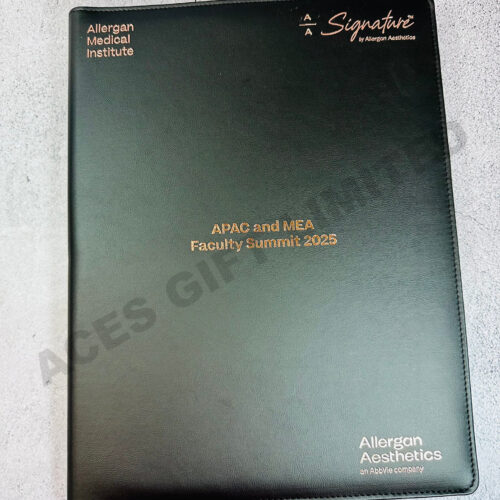 Allergan
Medical
Institute
A
A
Signature™
by Allergan Aesthetics
APAC and MEA
Faculty Summit 2025
ACES GIFT LIMITED
Allergan
Aesthetics
an AbbVie company